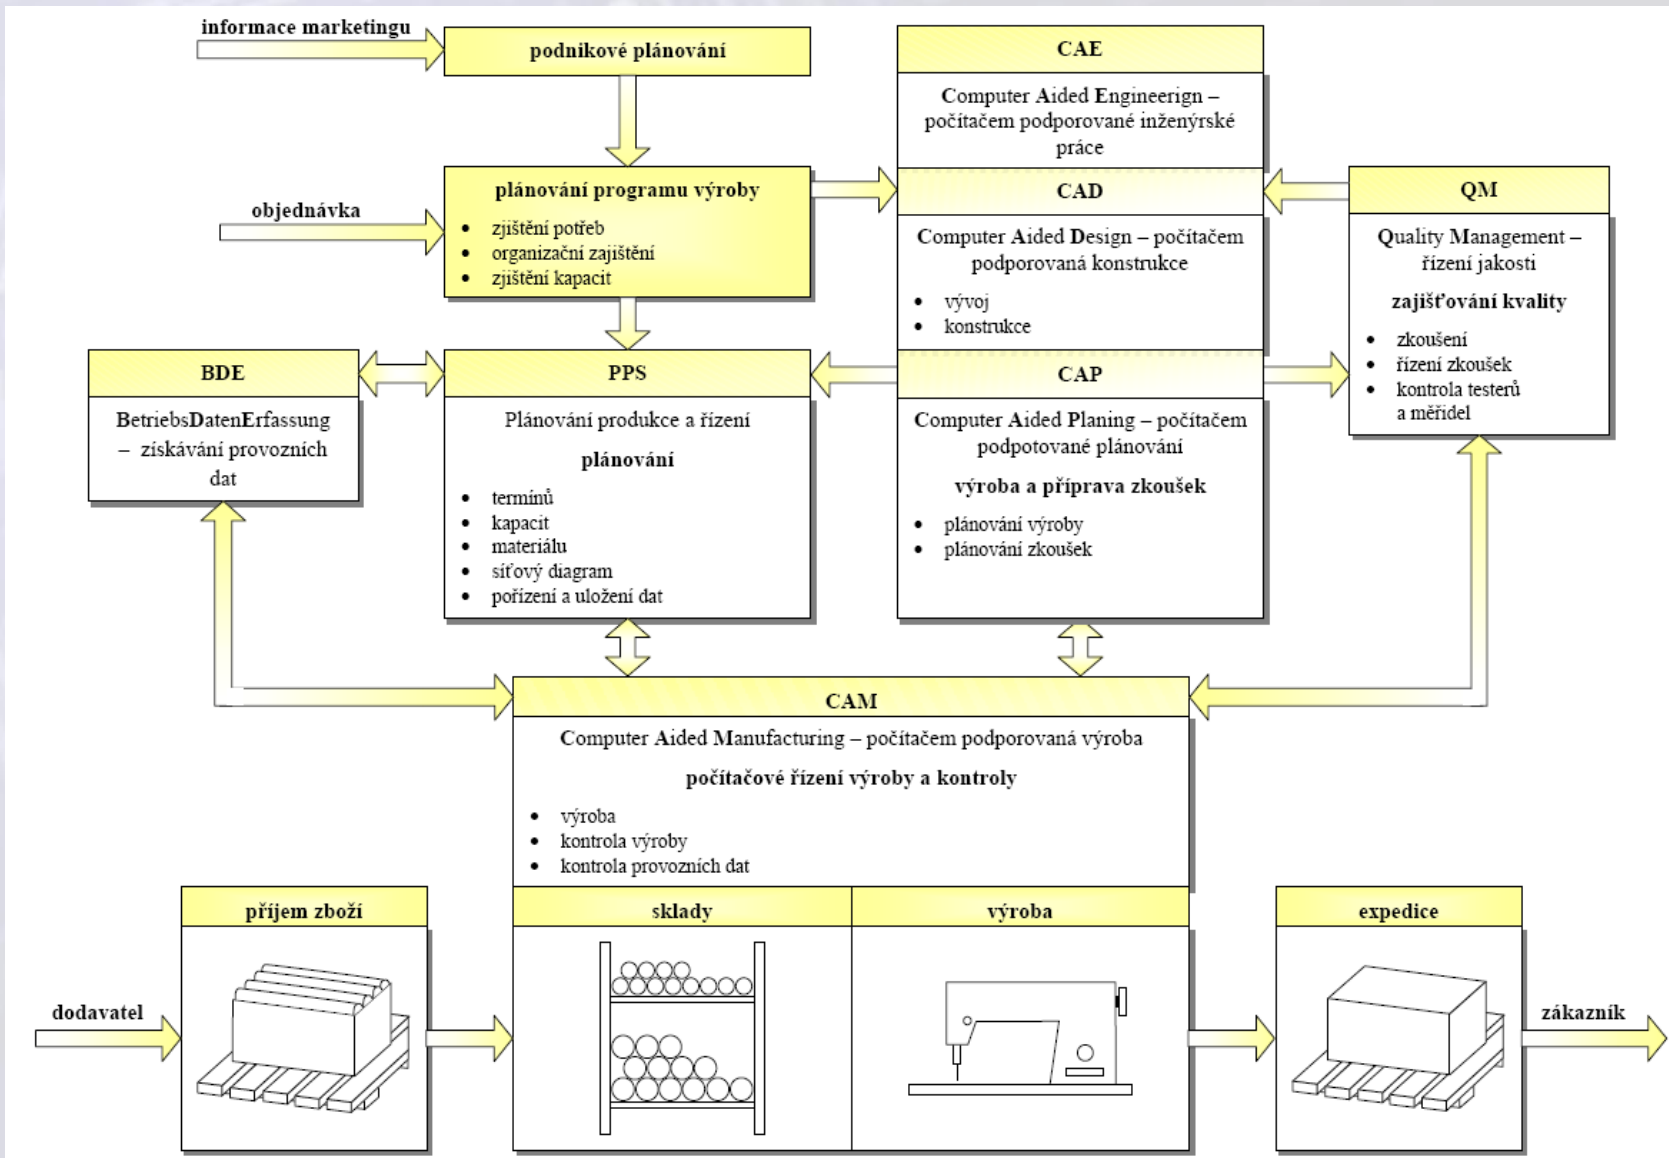 informace marketingu
podnikové plánování
objednávka
plánování programu výroby
• zjištění potřeb
• organizační zajištění
• zjištění kapacit
CAE
Computer Aided Engineerign –
počítačem podporované inženýrské
práce
CAD
Computer Aided Design – počítačem
podporovaná konstrukce
• vývoj
• konstrukce
QM
Quality Management –
řízení jakosti
zajišťování kvality
• zkoušení
• řízení zkoušek
• kontrola testerů
a měřidel
BDE
BetriebsDatenErfassung
– získávání provozních
dat
PPS
Plánování produkce a řízení
plánování
• termínů
• kapacit
• materiálu
• síťový diagram
• pořízení a uložení dat
CAP
Computer Aided Planing – počítačem
podpotované plánování
výroba a příprava zkoušek
• plánování výroby
• plánování zkoušek
CAM
Computer Aided Manufacturing – počítačem podporovaná výroba
počítačové řízení výroby a kontroly
• výroba
• kontrola výroby
• kontrola provozních dat
dodavatel
příjem zboží
sklady
výroba
expedice
zákazník